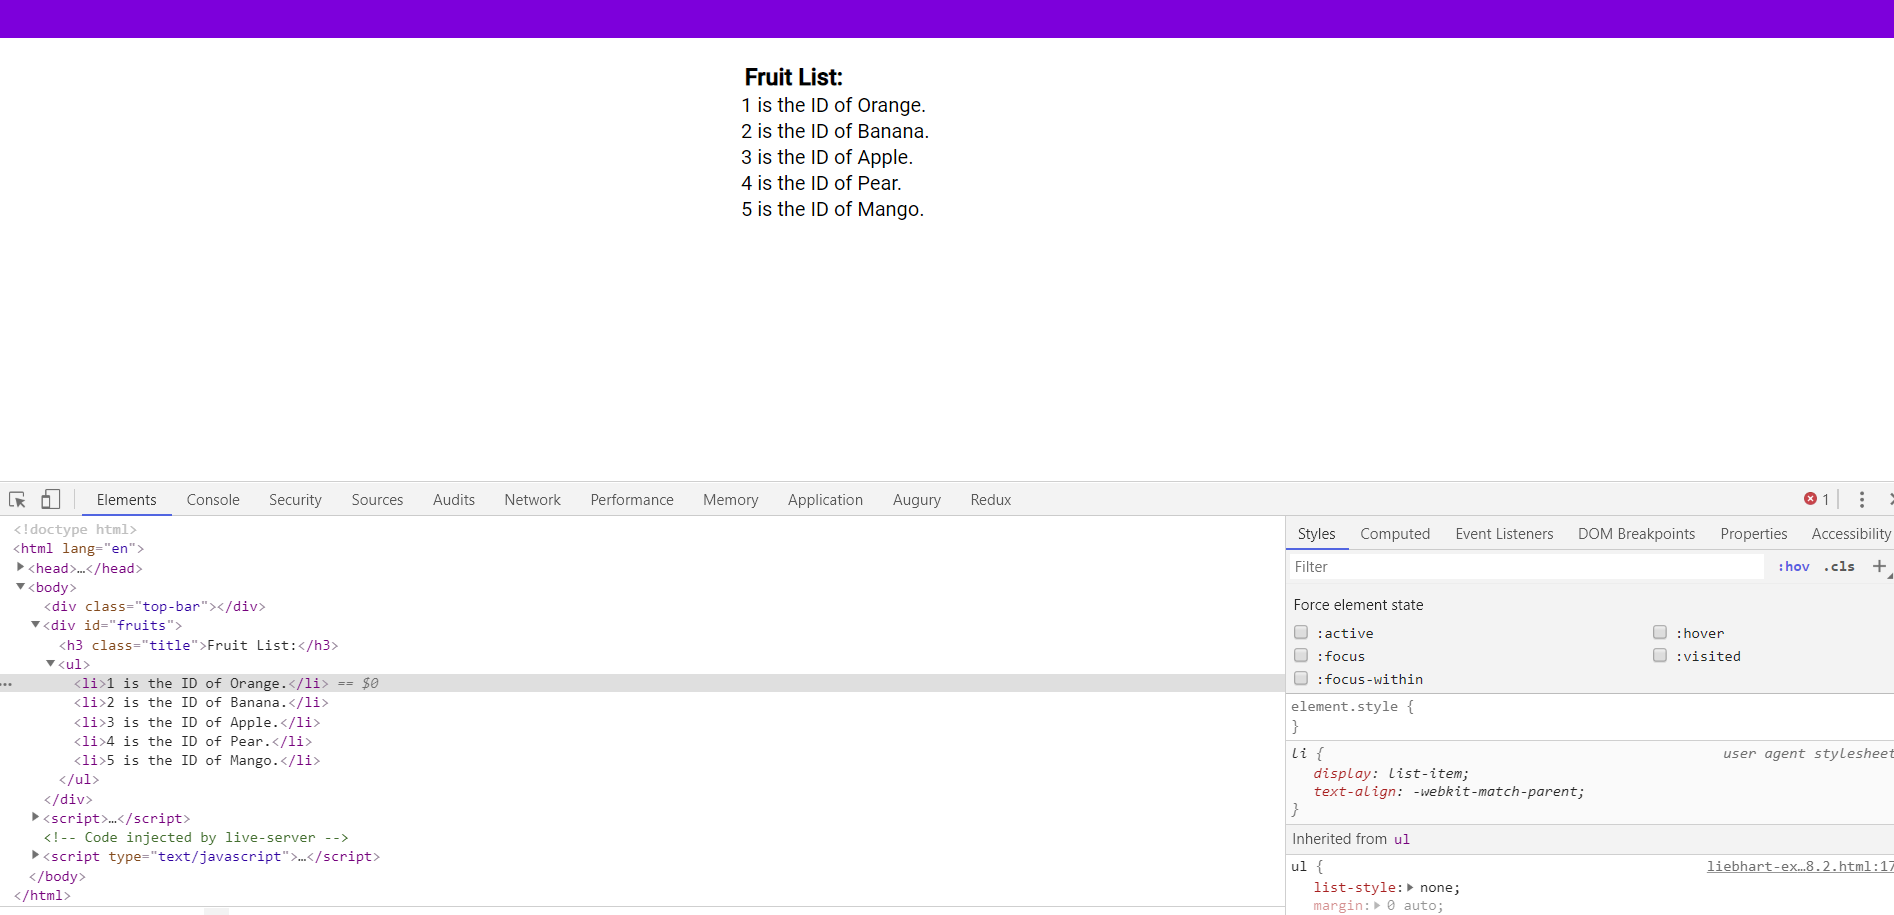 Fruit List:
1 is the ID of Orange.
2 is the ID of Banana.
3 is the ID of Apple.
4 is the ID of Pear.
5 is the ID of Mango.
Elements Console Security Sources Audits Network Performance Memory Application Augury Redux 1
<!doctype html>
<html lang="en">
<head>…</head>
<body>
<div class="top-bar"></div>
<div id="fruits">
<h3 class="title">Fruit List:</h3>
<ul>
<li>1 is the ID of Orange.</li> == $0
<li>2 is the ID of Banana.</li>
<li>3 is the ID of Apple.</li>
<li>4 is the ID of Pear.</li>
<li>5 is the ID of Mango.</li>
</ul>
</div>
<script>…</script>
<!-- Code injected by live-server -->
<script type="text/javascript">…</script>
</body>
</html>
Styles Computed Event Listeners DOM Breakpoints Properties Accessibility
Filter :hov .cls +
Force element state
:active :hover
:focus :visited
:focus-within
element.style {
}
li { user agent stylesheet
display: list-item;
text-align: -webkit-match-parent;
}
Inherited from ul
ul { liebhart-ex…8.2.html:17
list-style: none;
margin: 0 auto;